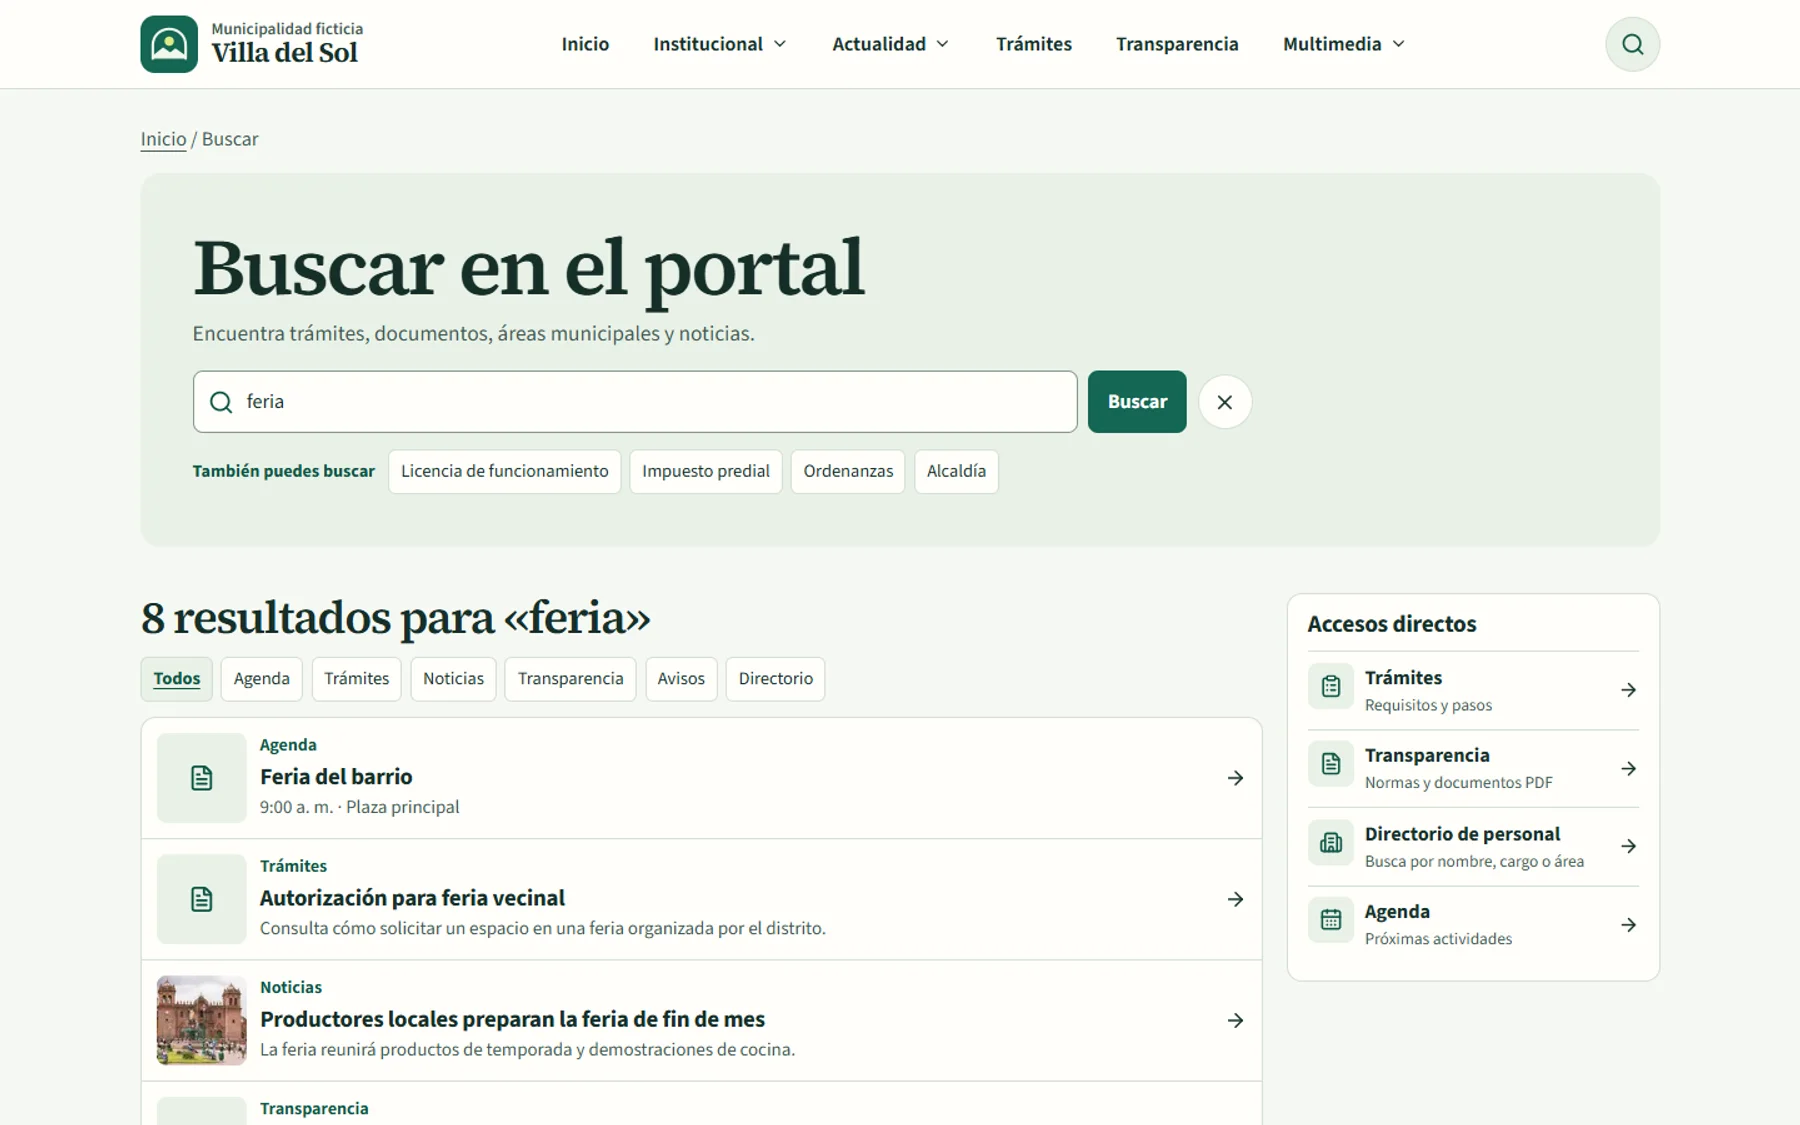 Municipalidad ficticia
Villa del Sol
Inicio
Institucional
Actualidad
Trámites
Transparencia
Multimedia
Inicio / Buscar
Buscar en el portal
Encuentra trámites, documentos, áreas municipales y noticias.
feria
Buscar
También puedes buscar
Licencia de funcionamiento
Impuesto predial
Ordenanzas
Alcaldía
8 resultados para «feria»
Todos
Agenda
Trámites
Noticias
Transparencia
Avisos
Directorio
Agenda
Feria del barrio
9:00 a. m. · Plaza principal
Trámites
Autorización para feria vecinal
Consulta cómo solicitar un espacio en una feria organizada por el distrito.
Noticias
Productores locales preparan la feria de fin de mes
La feria reunirá productos de temporada y demostraciones de cocina.
Transparencia
Accesos directos
Trámites
Requisitos y pasos
Transparencia
Normas y documentos PDF
Directorio de personal
Busca por nombre, cargo o área
Agenda
Próximas actividades